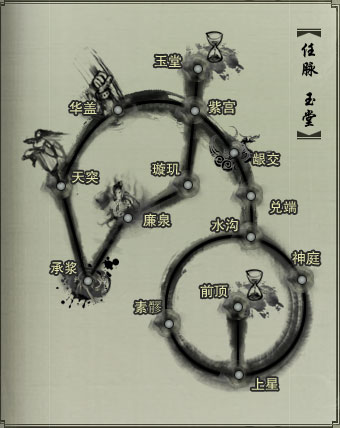 任脉 玉堂
玉堂
华盖
紫宫
龈交
璇玑
天突
兑端
廉泉
水沟
承浆
神庭
前顶
素髎
上星